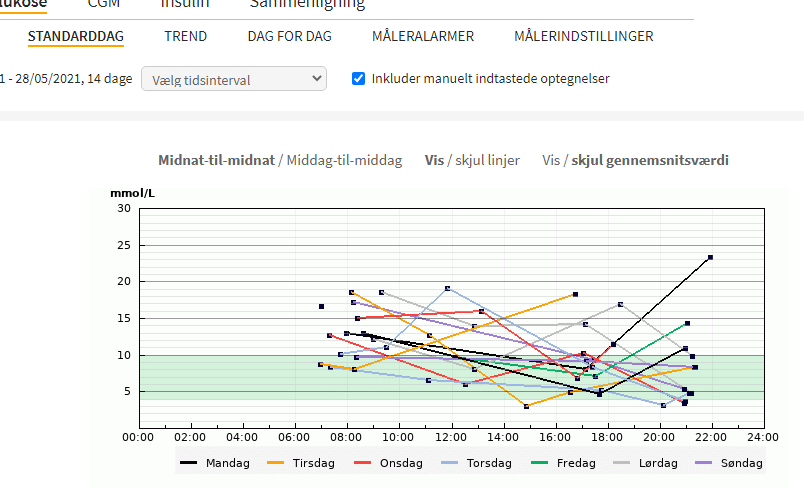 CGM Insulin Sammenligning
STANDARDDAG TREND DAG FOR DAG MÅLERALARMER MÅLERINDSTILLINGER
1 - 28/05/2021, 14 dage Vælg tidsinterval Inkluder manuelt indtastede optegnelser
Midnat-til-midnat / Middag-til-middag Vis / skjul linjer Vis / skjul gennemsnitsværdi
mmol/L
30
25
20
15
10
5
00:00 02:00 04:00 06:00 08:00 10:00 12:00 14:00 16:00 18:00 20:00 22:00 24:00
Mandag Tirsdag Onsdag Torsdag Fredag Lørdag Søndag